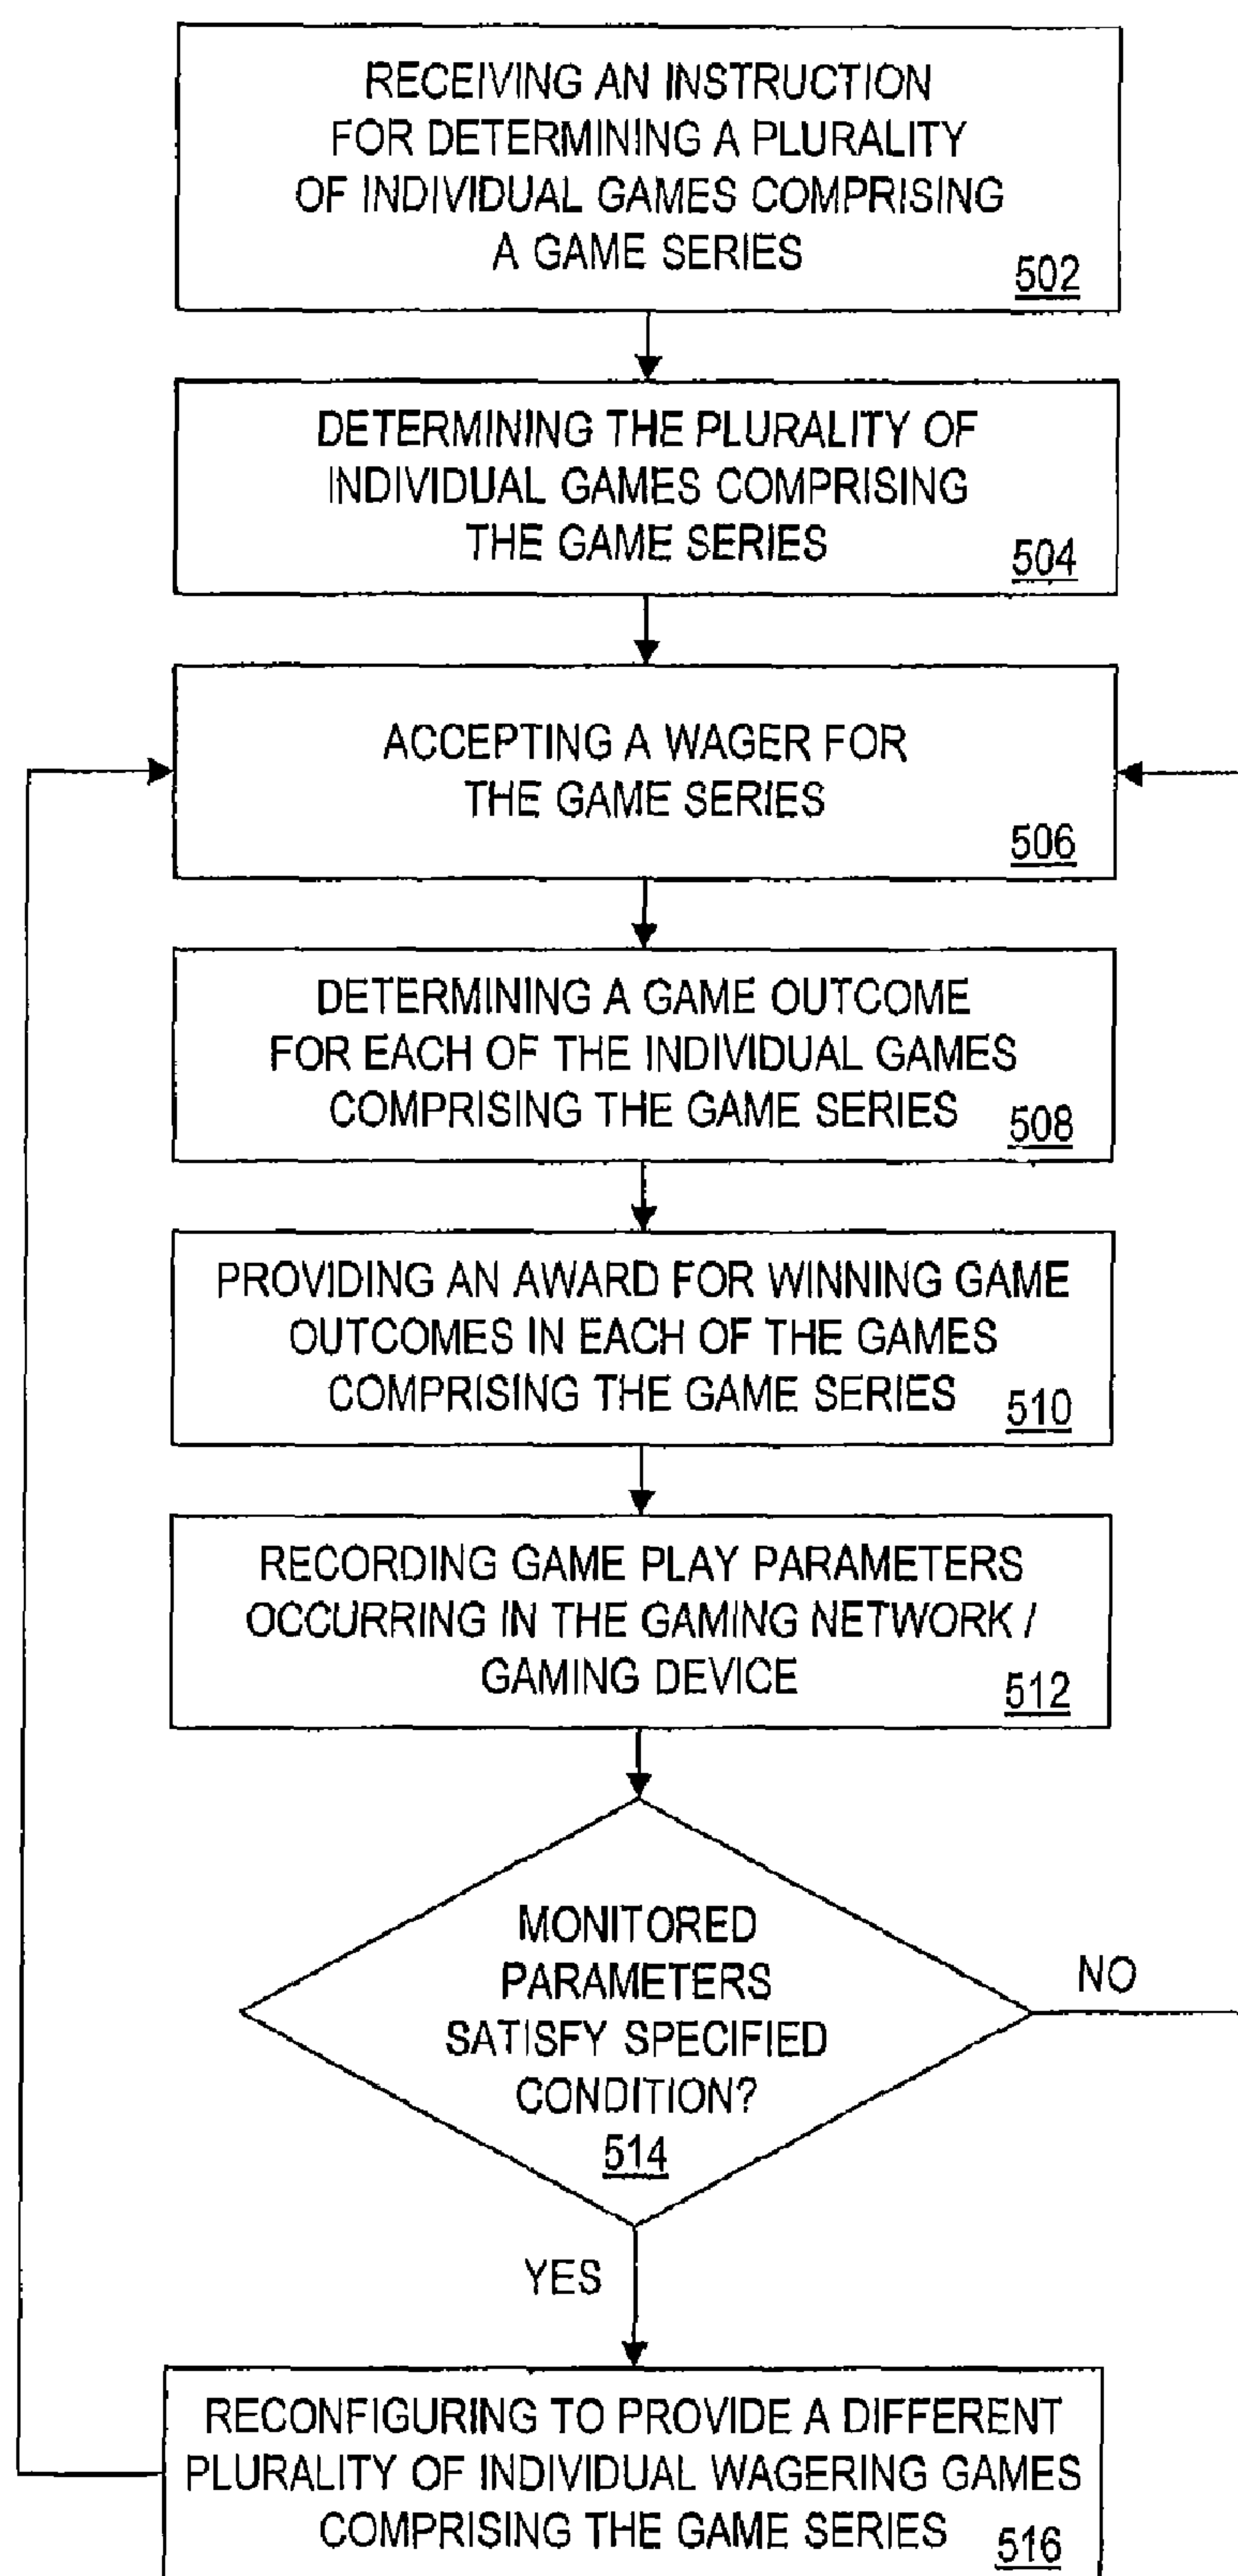 RECEIVING AN INSTRUCTION
FOR DETERMINING A PLURALITY
OF INDIVIDUAL GAMES COMPRISING
A GAME SERIES
502
DETERMINING THE PLURALITY OF
INDIVIDUAL GAMES COMPRISING
THE GAME SERIES
504
ACCEPTING A WAGER FOR
THE GAME SERIES
506
DETERMINING A GAME OUTCOME
FOR EACH OF THE INDIVIDUAL GAMES
COMPRISING THE GAME SERIES
508
PROVIDING AN AWARD FOR WINNING GAME
OUTCOMES IN EACH OF THE GAMES
COMPRISING THE GAME SERIES
510
RECORDING GAME PLAY PARAMETERS
OCCURRING IN THE GAMING NETWORK /
GAMING DEVICE
512
MONITORED
PARAMETERS
SATISFY SPECIFIED
CONDITION?
514
NO
YES
RECONFIGURING TO PROVIDE A DIFFERENT
PLURALITY OF INDIVIDUAL WAGERING GAMES
COMPRISING THE GAME SERIES
516